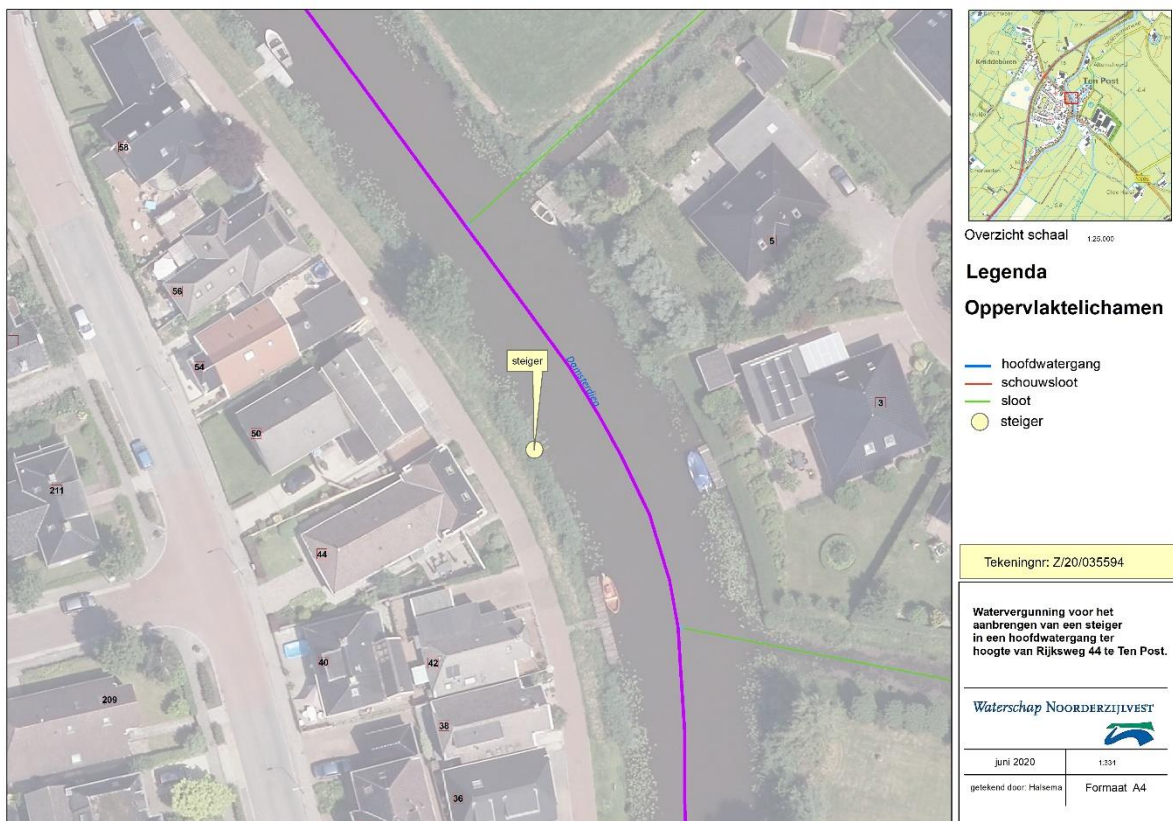 58
56
54
50
211
44
40
42
209
38
36
5
3
steiger
Damsterdiep
Kröddeburen
Ten Post
Overzicht schaal 1:25.000
Legenda
Oppervlaktelichamen
hoofdwatergang
schouwsloot
sloot
steiger
Tekeningnr: Z/20/035594
Watervergunning voor het
aanbrengen van een steiger
in een hoofdwatergang ter
hoogte van Rijksweg 44 te Ten Post.
Waterschap NOORDERZIJLVEST
juni 2020
1:331
getekend door: Halsema
Formaat A4